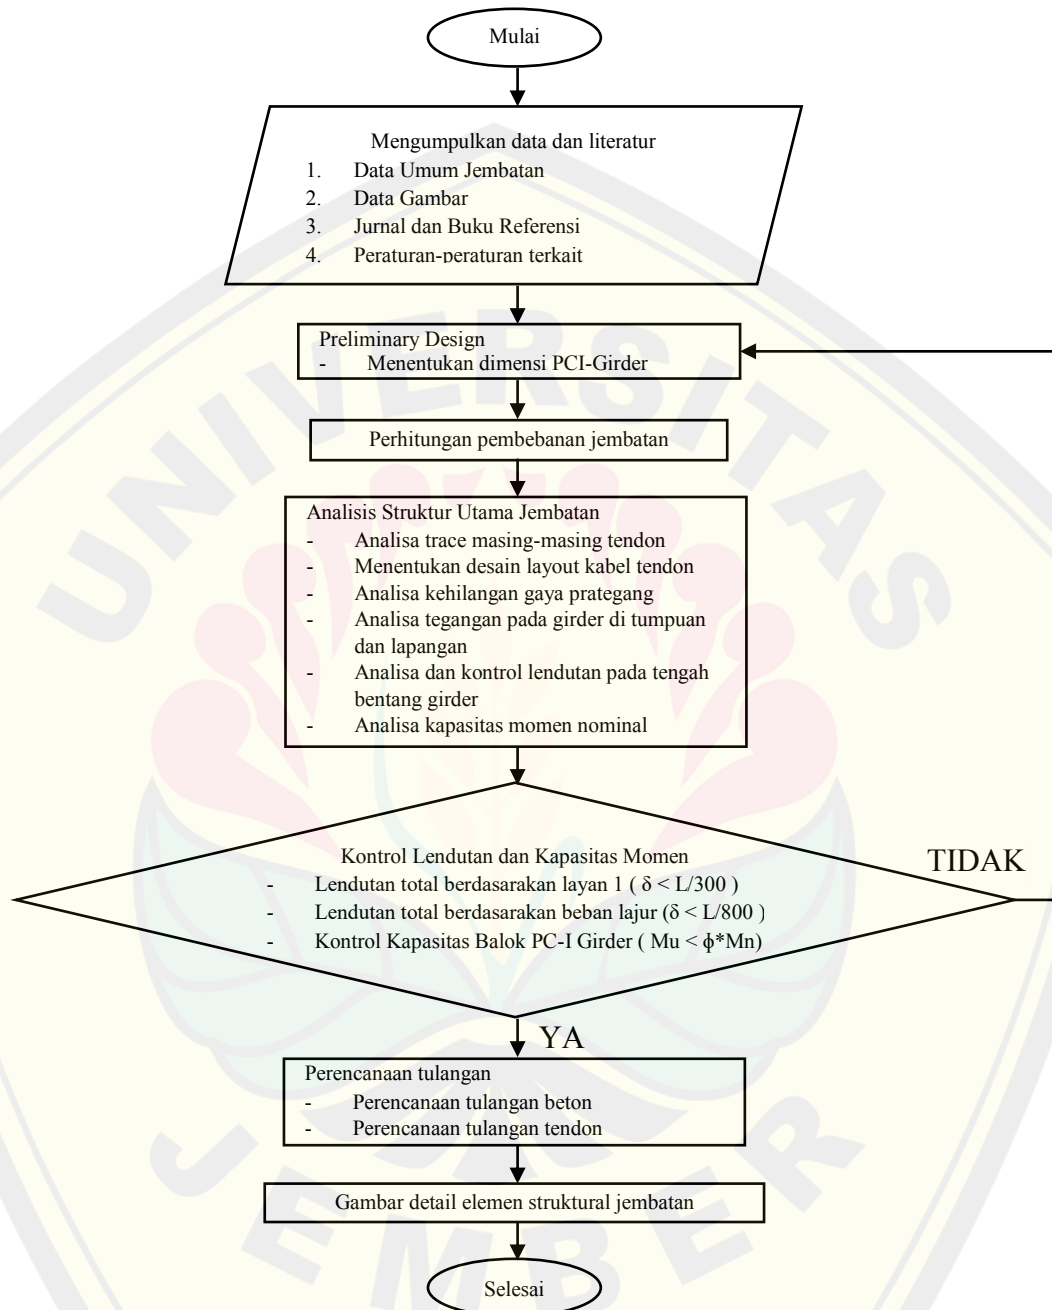 Mulai
Mengumpulkan data dan literatur
1. Data Umum Jembatan
2. Data Gambar
3. Jurnal dan Buku Referensi
4. Peraturan-peraturan terkait
Preliminary Design
- Menentukan dimensi PCI-Girder
Perhitungan pembebanan jembatan
Analisis Struktur Utama Jembatan
- Analisa trace masing-masing tendon
- Menentukan desain layout kabel tendon
- Analisa kehilangan gaya prategang
- Analisa tegangan pada girder di tumpuan
dan lapangan
- Analisa dan kontrol lendutan pada tengah
bentang girder
- Analisa kapasitas momen nominal
Kontrol Lendutan dan Kapasitas Momen
TIDAK
- Lendutan total berdasarakan layan 1 ( δ < L/300 )
- Lendutan total berdasarakan beban lajur (δ < L/800 )
- Kontrol Kapasitas Balok PC-I Girder ( Mu < ϕ*Mn)
YA
Perencanaan tulangan
- Perencanaan tulangan beton
- Perencanaan tulangan tendon
Gambar detail elemen struktural jembatan
Selesai
UNIVERSITAS
JEMBER